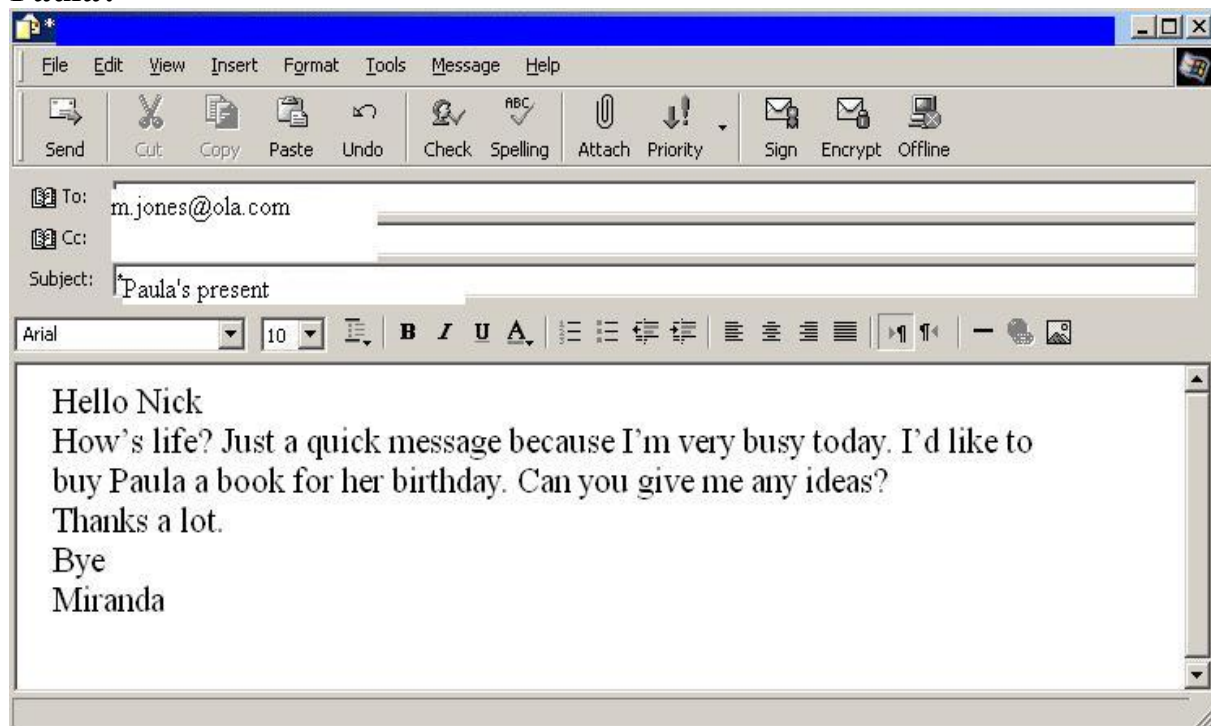 File Edit View Insert Format Tools Message Help
Send Cut Copy Paste Undo Check ABC Spelling Attach Priority Sign Encrypt Offline
To: m.jones@ola.com
Cc:
Subject: Paula's present
Arial 10 B I U A
Hello Nick
How’s life? Just a quick message because I’m very busy today. I’d like to
buy Paula a book for her birthday. Can you give me any ideas?
Thanks a lot.
Bye
Miranda